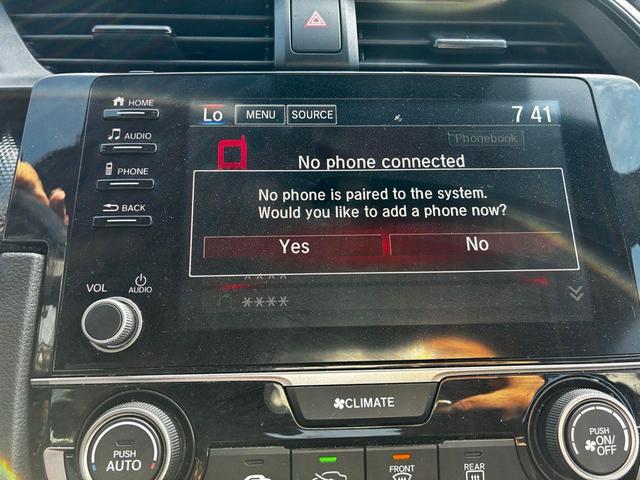 HOME
Lo MENU SOURCE 7 41
AUDIO
Phonebook
PHONE
No phone connected
No phone is paired to the system.
Would you like to add a phone now?
BACK
Yes No
VOL
AUDIO
****
****
CLIMATE
PUSH
AUTO
PUSH
ON/
OFF
FRONT
REAR